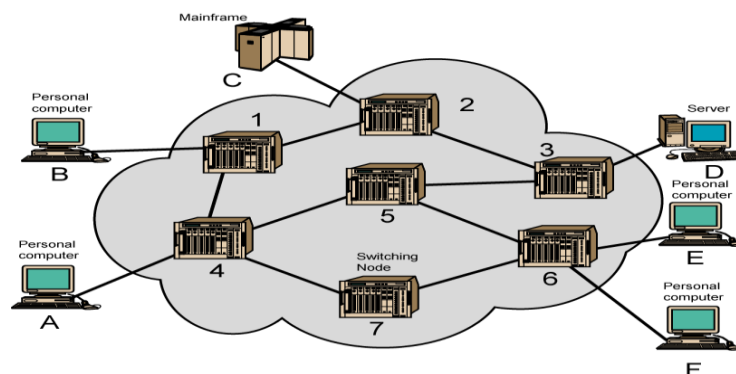 Mainframe
C
2
Personal
computer
1
B
Server
3
D
Personal
computer
5
Personal
computer
4
Switching
Node
E
6
A
7
Personal
computer
F